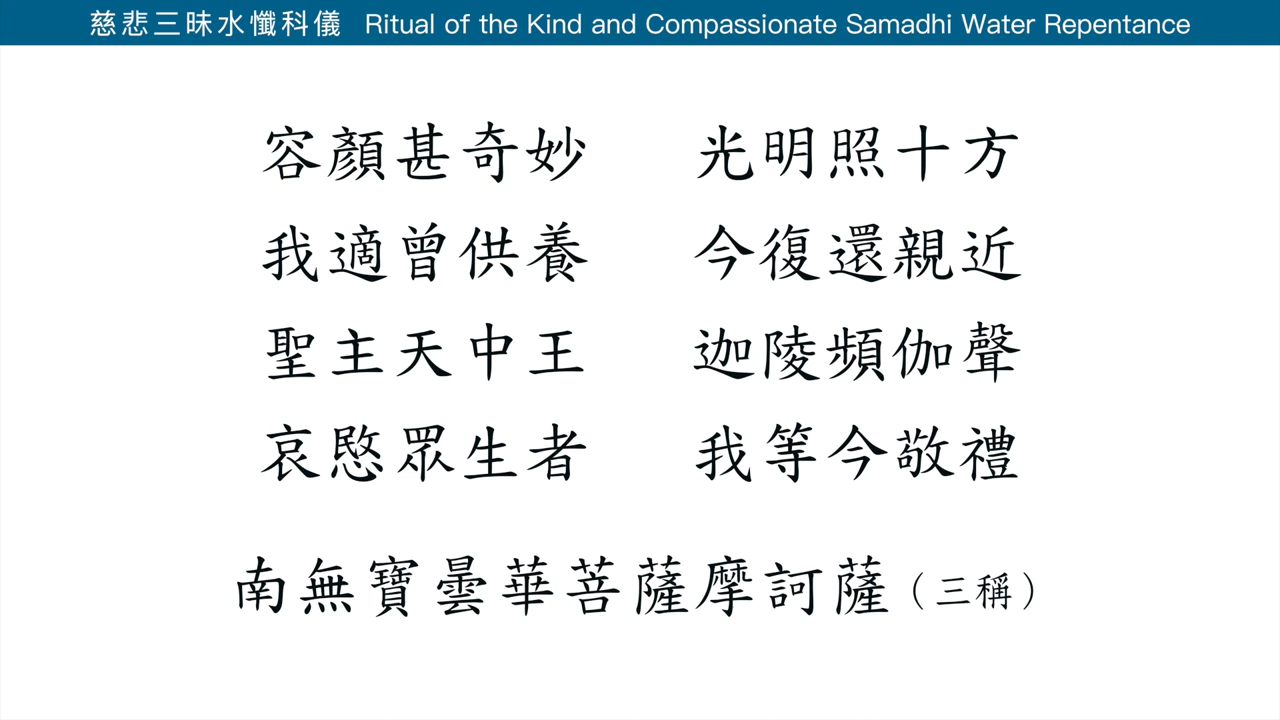 慈悲三昧水懺科儀 Ritual of the Kind and Compassionate Samadhi Water Repentance
容顏甚奇妙 光明照十方
我適曾供養 今復還親近
聖主天中王 迦陵頻伽聲
哀愍眾生者 我等今敬禮
南無寶曇華菩薩摩訶薩（三稱）